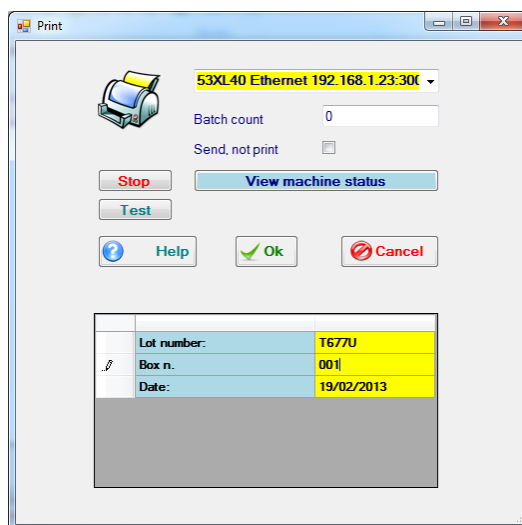 Print
53XL40 Ethernet 192.168.1.23:300
Batch count 0
Send, not print
Stop View machine status
Test
? Help Ok Cancel
Lot number: T677U
Box n. 001
Date: 19/02/2013